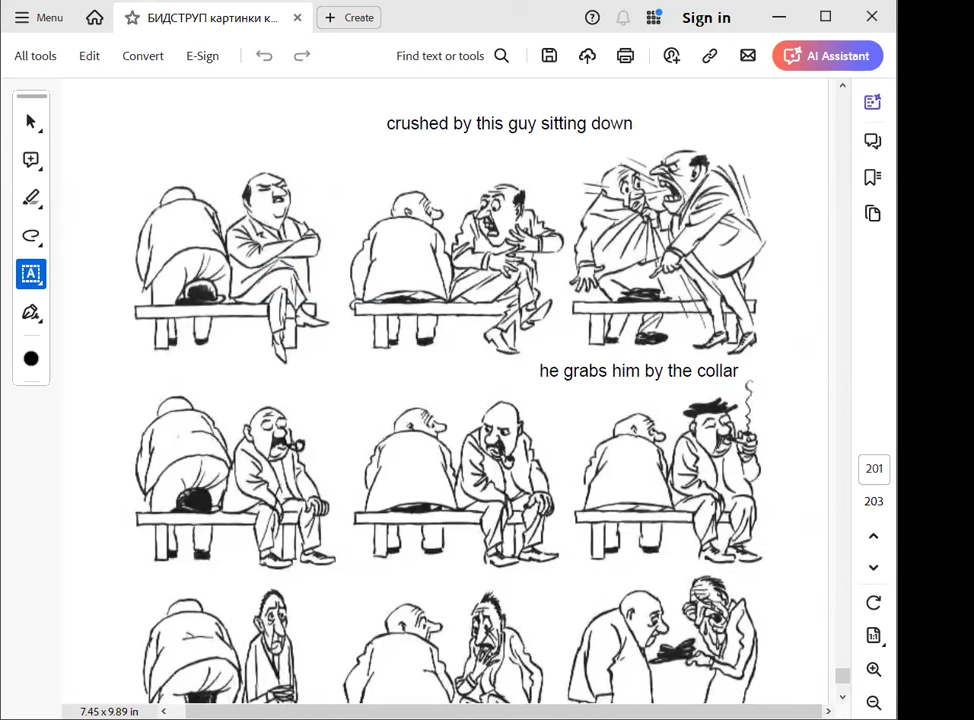 Menu
БИДСТРУП картинки к...
Create
Sign in
All tools
Edit
Convert
E-Sign
Find text or tools
AI Assistant
crushed by this guy sitting down
he grabs him by the collar
201
203
7.45 x 9.89 in